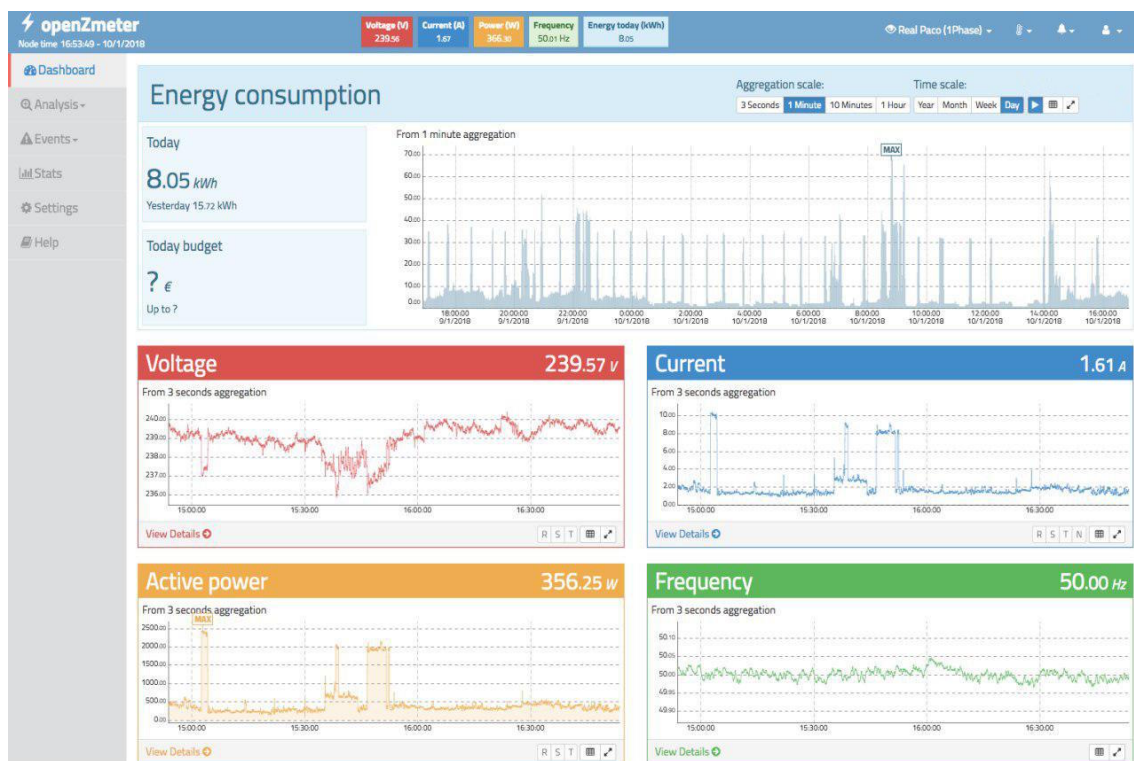 openZmeter
Node time 16:53:49 - 10/1/2018
Voltage (V) 239.56
Current (A) 1.67
Power (W) 366.30
Frequency 50.01 Hz
Energy today (kWh) 8.05
Real Paco (1Phase)
Dashboard
Analysis
Events
Stats
Settings
Help
Energy consumption
Aggregation scale:
3 Seconds 1 Minute 10 Minutes 1 Hour
Time scale:
Year Month Week Day
Today
8.05 kWh
Yesterday 15.72 kWh
Today budget
? €
Up to ?
From 1 minute aggregation
MAX
70.00
60.00
50.00
40.00
30.00
20.00
10.00
0.00
18:00:00 20:00:00 22:00:00 0:00:00 2:00:00 4:00:00 6:00:00 8:00:00 10:00:00 12:00:00 14:00:00 16:00:00
9/1/2018 9/1/2018 9/1/2018 10/1/2018 10/1/2018 10/1/2018 10/1/2018 10/1/2018 10/1/2018 10/1/2018 10/1/2018 10/1/2018
Voltage 239.57 V
From 3 seconds aggregation
240.00
239.00
238.00
237.00
236.00
15:00:00 15:30:00 16:00:00 16:30:00
View Details R S T
Current 1.61 A
From 3 seconds aggregation
10.00
8.00
6.00
4.00
2.00
0.00
15:00:00 15:30:00 16:00:00 16:30:00
View Details R S T N
Active power 356.25 W
From 3 seconds aggregation
MAX
2500.00
2000.00
1500.00
1000.00
500.00
0.00
15:00:00 15:30:00 16:00:00 16:30:00
View Details R S T
Frequency 50.00 Hz
From 3 seconds aggregation
50.10
50.05
50.00
49.95
49.90
15:00:00 15:30:00 16:00:00 16:30:00
View Details